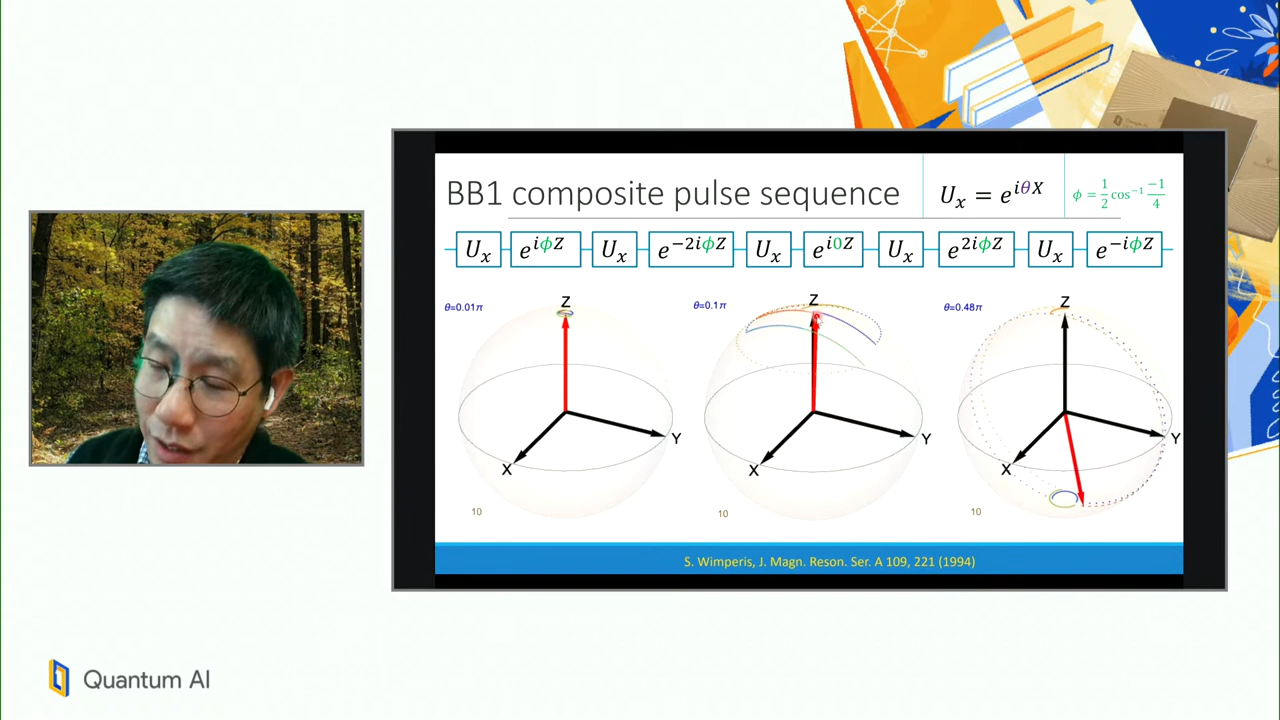 BB1 composite pulse sequence
U_x = e^{iθX}
ϕ = 1/2 cos^{-1} -1/4
U_x e^{iϕZ} U_x e^{-2iϕZ} U_x e^{i0Z} U_x e^{2iϕZ} U_x e^{-iϕZ}
θ=0.01π
Z
Y
X
10
θ=0.1π
Z
Y
X
10
θ=0.48π
Z
Y
X
10
S. Wimperis, J. Magn. Reson. Ser. A 109, 221 (1994)
Quantum AI